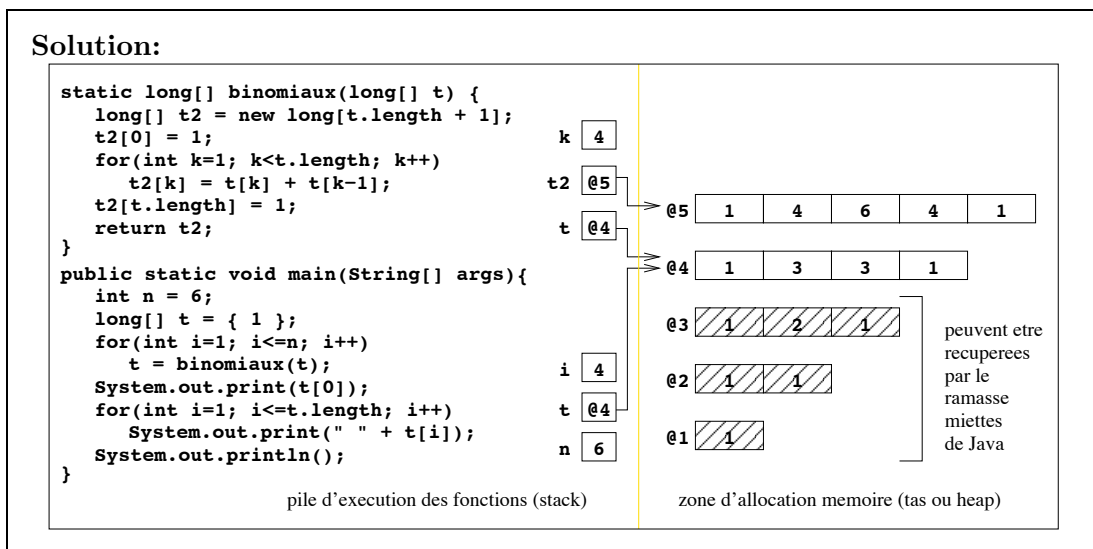 Solution:
static long[] binomiaux(long[] t) {
long[] t2 = new long[t.length + 1];
t2[0] = 1;
for(int k=1; k<t.length; k++)
t2[k] = t[k] + t[k−1];
t2[t.length] = 1;
return t2;
}
public static void main(String[] args){
int n = 6;
long[] t = { 1 };
for(int i=1; i<=n; i++)
t = binomiaux(t);
System.out.print(t[0]);
for(int i=1; i<=t.length; i++)
System.out.print(" " + t[i]);
System.out.println();
}
k 4
t2 @5
t @4
i 4
t @4
n 6
pile d'execution des fonctions (stack)
@5 1 4 6 4 1
@4 1 3 3 1
@3 1 2 1
@2 1 1
@1 1
peuvent etre
recuperees
par le
ramasse
miettes
de Java
zone d'allocation memoire (tas ou heap)